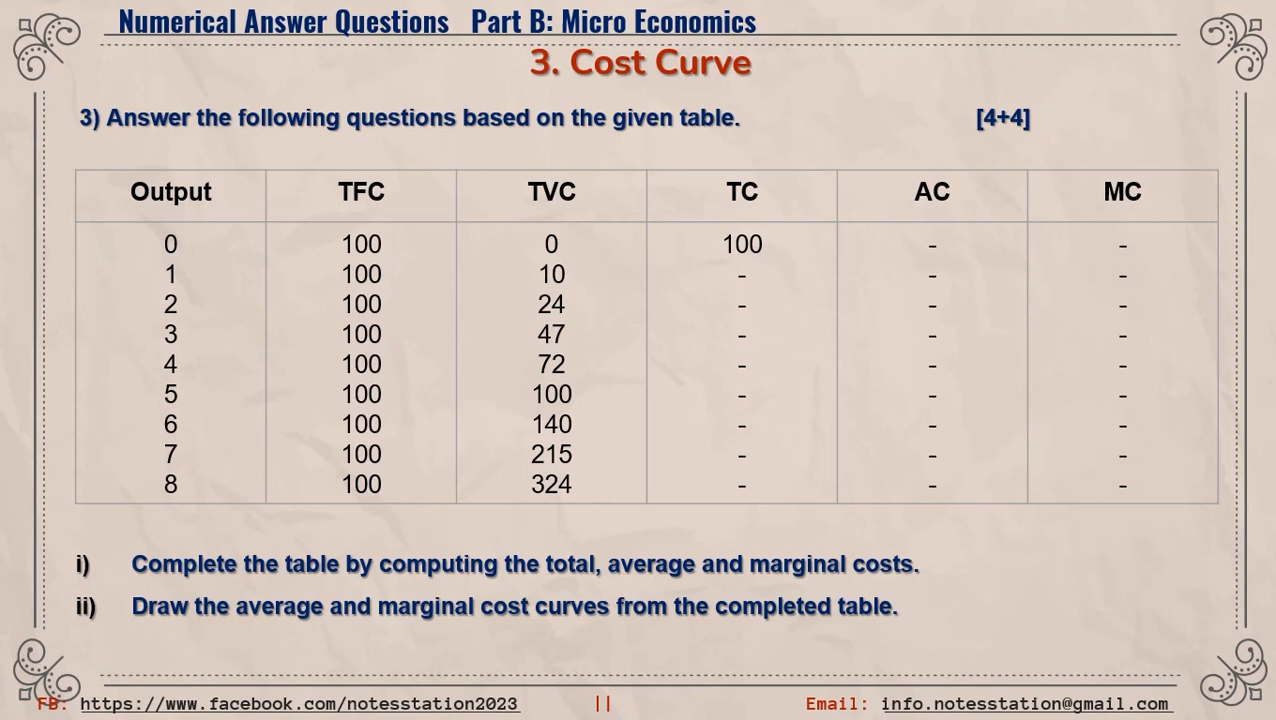 Numerical Answer Questions Part B: Micro Economics
3. Cost Curve
3) Answer the following questions based on the given table. [4+4]
Output TFC TVC TC AC MC
0 100 0 100 - -
1 100 10 - - -
2 100 24 - - -
3 100 47 - - -
4 100 72 - - -
5 100 100 - - -
6 100 140 - - -
7 100 215 - - -
8 100 324 - - -
i) Complete the table by computing the total, average and marginal costs.
ii) Draw the average and marginal cost curves from the completed table.
FB: https://www.facebook.com/notesstation2023 || Email: info.notesstation@gmail.com